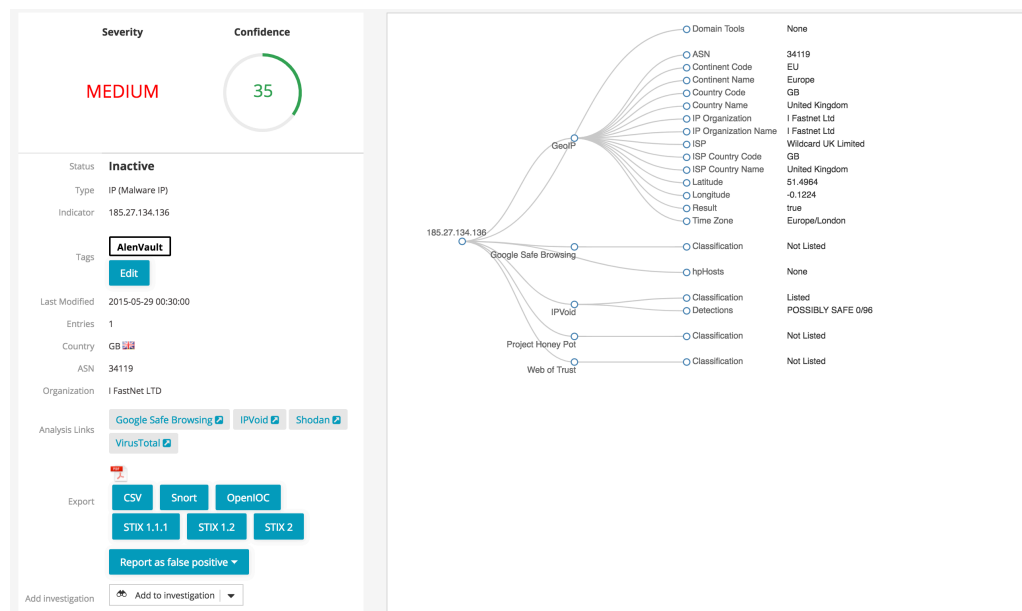 Severity Confidence
MEDIUM 35
Status Inactive
Type IP (Malware IP)
Indicator 185.27.134.136
Tags AlenVault
Edit
Last Modified 2015-05-29 00:30:00
Entries 1
Country GB
ASN 34119
Organization I FastNet LTD
Analysis Links Google Safe Browsing IPVoid Shodan
VirusTotal
PDF
Export CSV Snort OpenIOC
STIX 1.1.1 STIX 1.2 STIX 2
Report as false positive
Add investigation Add to investigation
185.27.134.136
Domain Tools None
GeoIP
ASN 34119
Continent Code EU
Continent Name Europe
Country Code GB
Country Name United Kingdom
IP Organization I Fastnet Ltd
IP Organization Name I Fastnet Ltd
ISP Wildcard UK Limited
ISP Country Code GB
ISP Country Name United Kingdom
Latitude 51.4964
Longitude -0.1224
Result true
Time Zone Europe/London
Google Safe Browsing
Classification Not Listed
hpHosts None
IPVoid
Classification Listed
Detections POSSIBLY SAFE 0/96
Project Honey Pot
Classification Not Listed
Web of Trust
Classification Not Listed